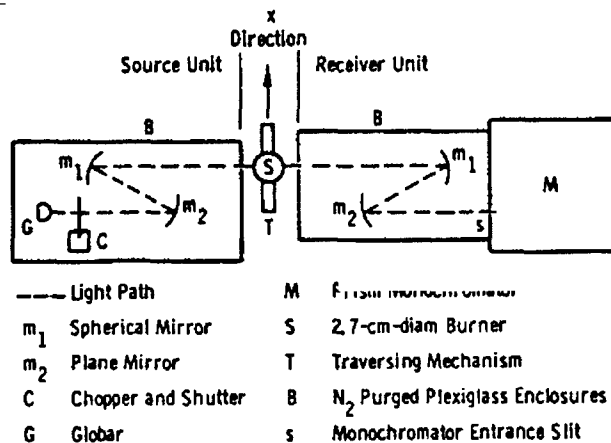 x
Direction
Source Unit Receiver Unit
B B
m1 S m1
M
m2 m2
G C T s
--- Light Path M
m1 Spherical Mirror S 2.7-cm-diam Burner
m2 Plane Mirror T Traversing Mechanism
C Chopper and Shutter B N2 Purged Plexiglass Enclosures
G Globar s Monochromator Entrance Slit